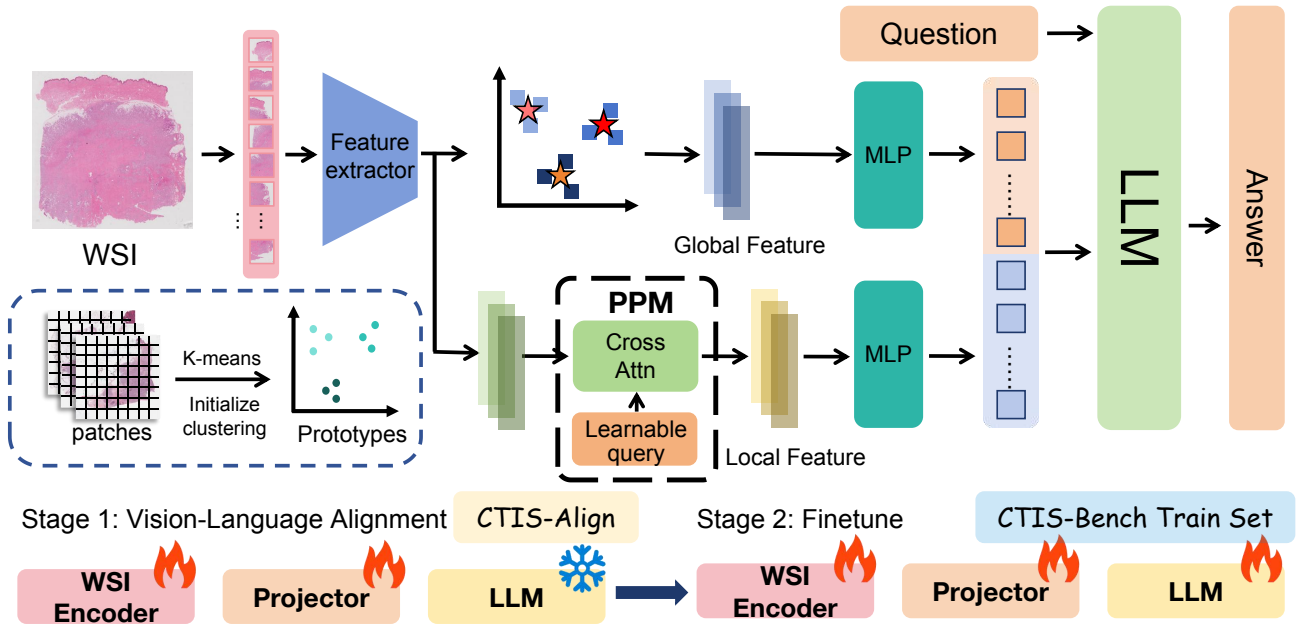 Question
WSI
Feature
extractor
Global Feature
MLP
LLM
Answer
patches
K-means
Initialize
clustering
Prototypes
PPM
Cross
Attn
Learnable
query
Local Feature
MLP
Stage 1: Vision-Language Alignment
CTIS-Align
Stage 2: Finetune
CTIS-Bench Train Set
WSI
Encoder
Projector
LLM
WSI
Encoder
Projector
LLM